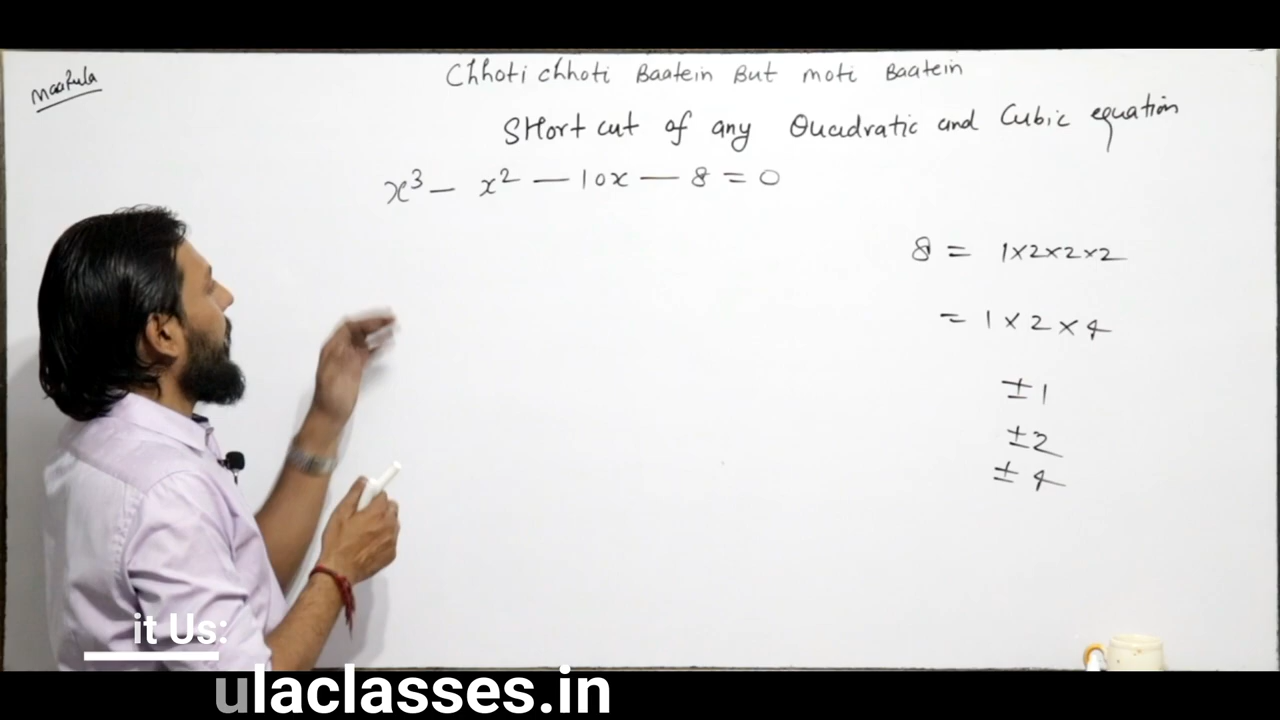 Chhoti chhoti Baatein But moti Baatein
Short cut of any Quadratic and Cubic equation
x³ - x² - 10x - 8 = 0
8 = 1×2×2×2
= 1×2×4
±1
±2
±4
it Us:
ulaclasses.in